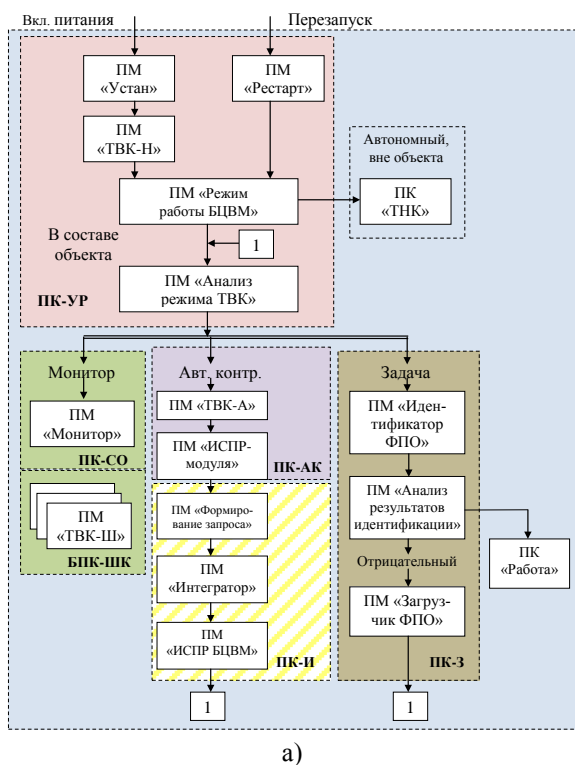 Вкл. питания
Перезапуск
ПМ
«Устан»
ПМ
«Рестарт»
ПМ
«ТВК-Н»
Автономный,
вне объекта
ПМ «Режим
работы БЦВМ»
ПК
«ТНК»
В составе
объекта
1
ПМ «Анализ
режима ТВК»
ПК-УР
Монитор
ПМ
«Монитор»
ПК-СО
ПМ
«ТВК-Ш»
БПК-ШК
Авт. контр.
ПМ «ТВК-А»
ПМ «ИСПР-
модуля»
ПК-АК
ПМ «Формиро-
вание запроса»
ПМ
«Интегратор»
ПМ
«ИСПР БЦВМ»
ПК-И
1
Задача
ПМ «Иден-
тификатор
ФПО»
ПМ «Анализ
результатов
идентификации»
Отрицательный
ПК
«Работа»
ПМ «Загруз-
чик ФПО»
ПК-З
1
а)